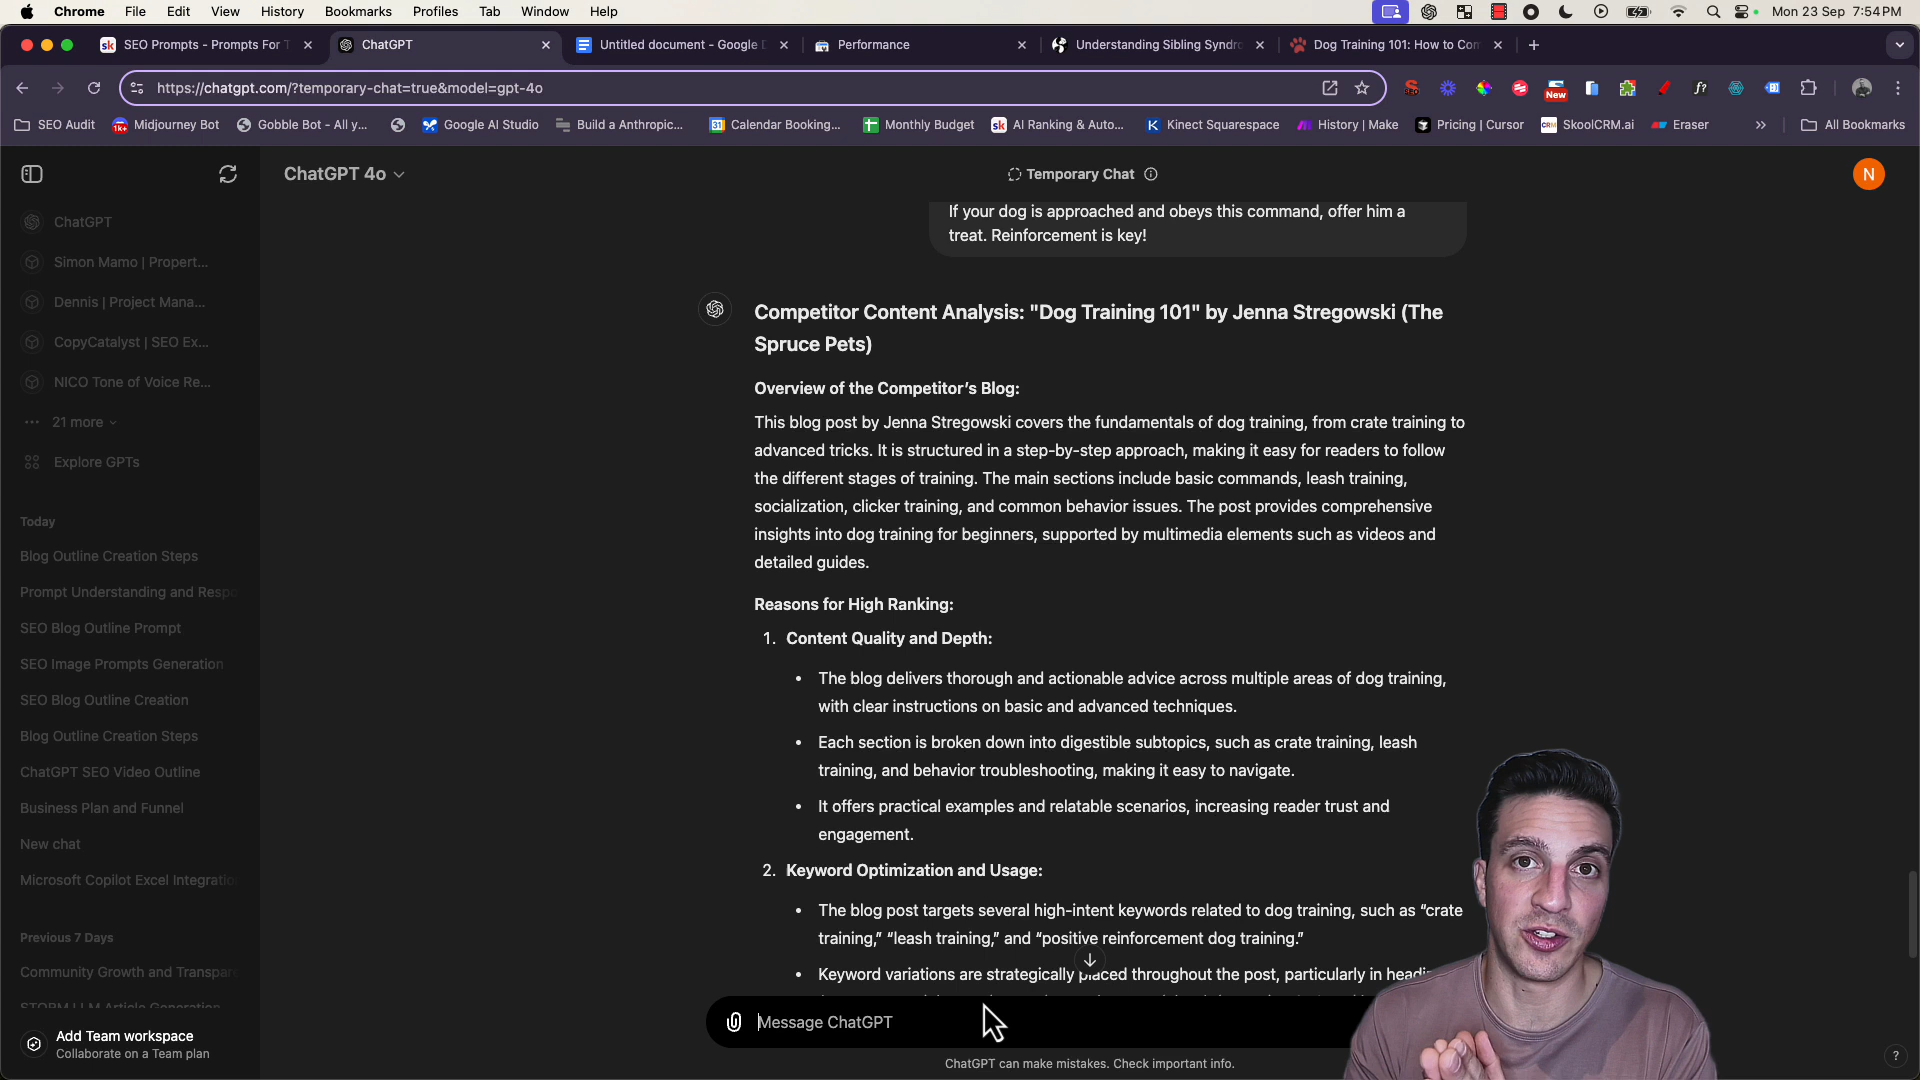 Chrome File Edit View History Bookmarks Profiles Tab Window Help Mon 23 Sep 7:54 PM
SEO Prompts - Prompts For T ChatGPT Untitled document - Google D Performance Understanding Sibling Syndro Dog Training 101: How to Com
https://chatgpt.com/?temporary-chat=true&model=gpt-4o New
SEO Audit Midjourney Bot Gobble Bot - All y... Google AI Studio Build a Anthropic... Calendar Booking... Monthly Budget AI Ranking & Auto... Kinect Squarespace History | Make Pricing | Cursor SkoolCRM.ai Eraser All Bookmarks
ChatGPT 4o Temporary Chat N
ChatGPT
Simon Mamo | Propert...
Dennis | Project Mana...
CopyCatalyst | SEO Ex...
NICO Tone of Voice Re...
21 more
Explore GPTs
Today
Blog Outline Creation Steps
Prompt Understanding and Respo
SEO Blog Outline Prompt
SEO Image Prompts Generation
SEO Blog Outline Creation
Blog Outline Creation Steps
ChatGPT SEO Video Outline
Business Plan and Funnel
New chat
Microsoft Copilot Excel Integratio
Previous 7 Days
Community Growth and Transpare
STORM LLM Article Generation
Add Team workspace
Collaborate on a Team plan
If your dog is approached and obeys this command, offer him a
treat. Reinforcement is key!
Competitor Content Analysis: "Dog Training 101" by Jenna Stregowski (The
Spruce Pets)
Overview of the Competitor’s Blog:
This blog post by Jenna Stregowski covers the fundamentals of dog training, from crate training to
advanced tricks. It is structured in a step-by-step approach, making it easy for readers to follow
the different stages of training. The main sections include basic commands, leash training,
socialization, clicker training, and common behavior issues. The post provides comprehensive
insights into dog training for beginners, supported by multimedia elements such as videos and
detailed guides.
Reasons for High Ranking:
1. Content Quality and Depth:
• The blog delivers thorough and actionable advice across multiple areas of dog training,
with clear instructions on basic and advanced techniques.
• Each section is broken down into digestible subtopics, such as crate training, leash
training, and behavior troubleshooting, making it easy to navigate.
• It offers practical examples and relatable scenarios, increasing reader trust and
engagement.
2. Keyword Optimization and Usage:
• The blog post targets several high-intent keywords related to dog training, such as “crate
training,” “leash training,” and “positive reinforcement dog training.”
• Keyword variations are strategically placed throughout the post, particularly in headi
Message ChatGPT
ChatGPT can make mistakes. Check important info.
?